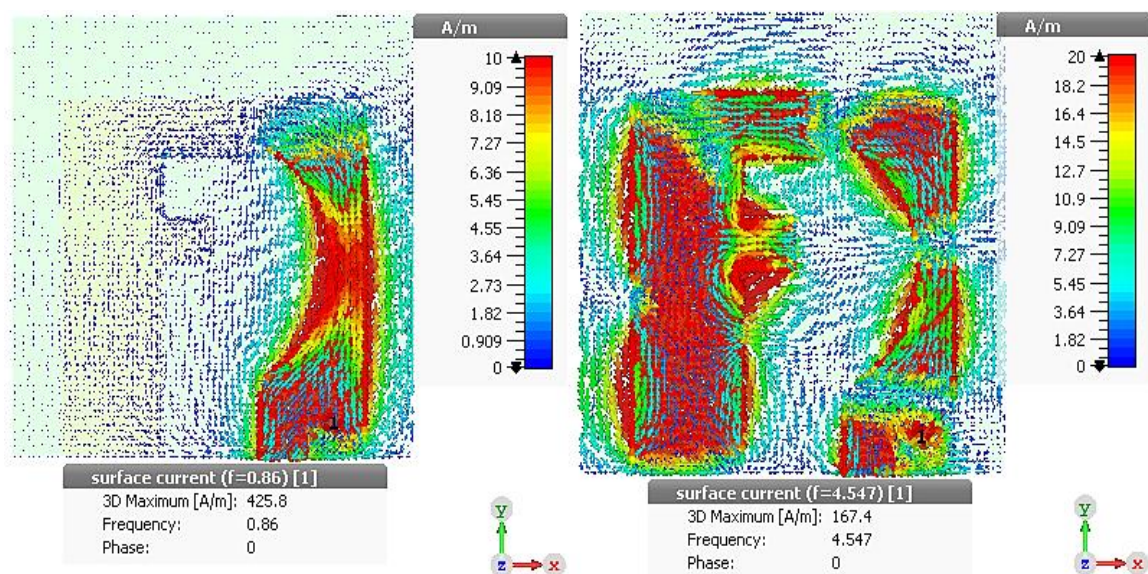 A/m
10
9.09
8.18
7.27
6.36
5.45
4.55
3.64
2.73
1.82
0.909
0
1
surface current (f=0.86) [1]
3D Maximum [A/m]: 425.8
Frequency: 0.86
Phase: 0
y
z x
A/m
20
18.2
16.4
14.5
12.7
10.9
9.09
7.27
5.45
3.64
1.82
0
1
surface current (f=4.547) [1]
3D Maximum [A/m]: 167.4
Frequency: 4.547
Phase: 0
y
z x